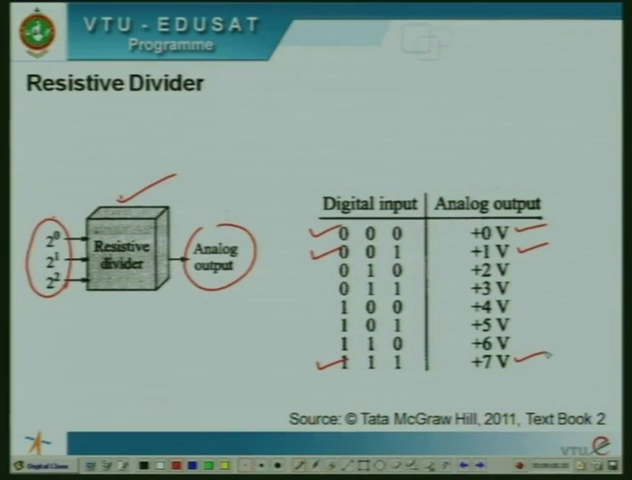 VTU - EDUSAT
Programme
Resistive Divider
2⁰
2¹
2²
Resistive
divider
Analog
output
Digital input Analog output
0 0 0 +0 V
0 0 1 +1 V
0 1 0 +2 V
0 1 1 +3 V
1 0 0 +4 V
1 0 1 +5 V
1 1 0 +6 V
1 1 1 +7 V
Source: © Tata McGraw Hill, 2011, Text Book 2
VTU e
Digital Class